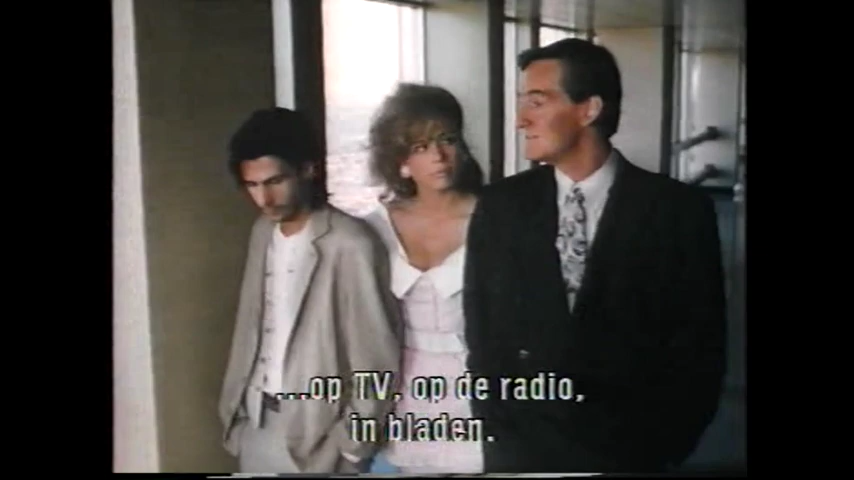 ...op TV, op de radio,
in bladen.